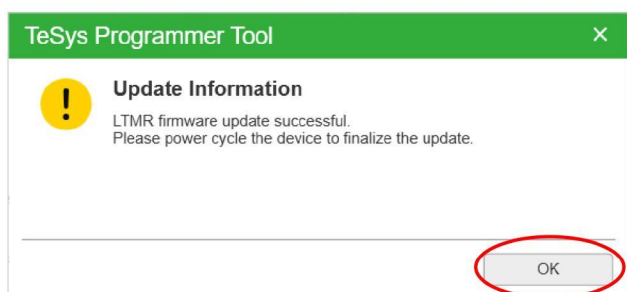 TeSys Programmer Tool
Update Information
LTMR firmware update successful.
Please power cycle the device to finalize the update.
OK